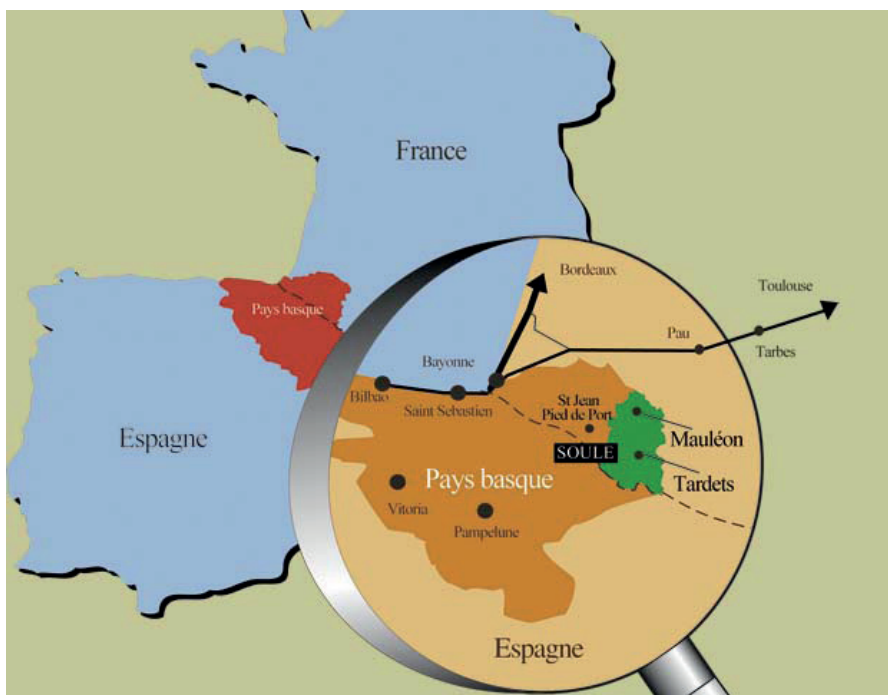 France
Bordeaux
Toulouse
Pays basque
Pau
Tarbes
Bayonne
Bilbao
Saint Sebastien
St Jean
Pied de Port
Mauléon
Espagne
SOULE
Pays basque
Tardets
Vitoria
Pampelune
Espagne